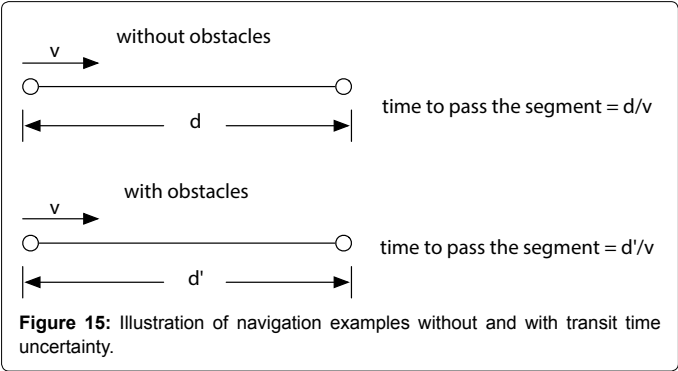 without obstacles
v
time to pass the segment = d/v
d
with obstacles
v
time to pass the segment = d'/v
d'
Figure 15: Illustration of navigation examples without and with transit time
uncertainty.